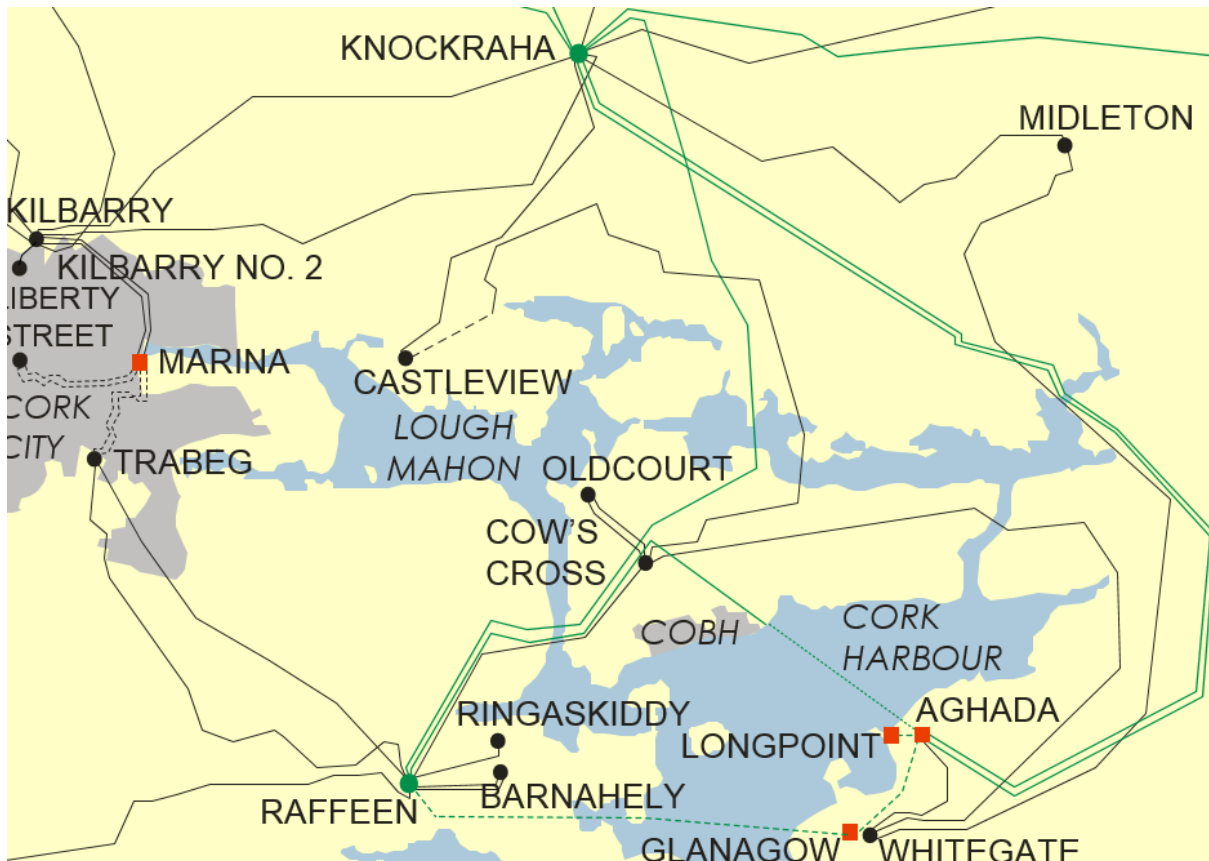 KNOCKRAHA
MIDLETON
KILBARRY
KILBARRY NO. 2
LIBERTY
STREET
MARINA
CASTLEVIEW
CORK
CITY
LOUGH
MAHON
OLDCOURT
TRABEG
COW'S
CROSS
COBH
CORK
HARBOUR
RINGASKIDDY
AGHADA
LONGPOINT
BARNAHELY
RAFFEEN
GLANAGOW
WHITEGATE